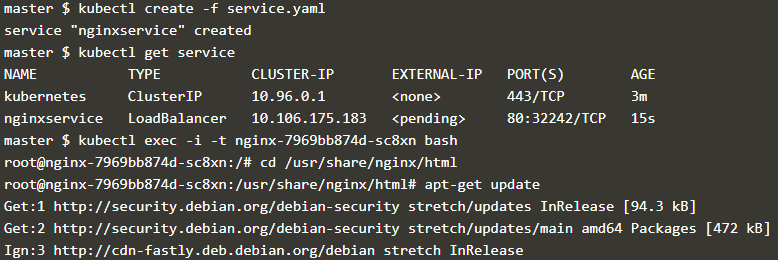 master $ kubectl create -f service.yaml
service "nginxservice" created
master $ kubectl get service
NAME TYPE CLUSTER-IP EXTERNAL-IP PORT(S) AGE
kubernetes ClusterIP 10.96.0.1 <none> 443/TCP 3m
nginxservice LoadBalancer 10.106.175.183 <pending> 80:32242/TCP 15s
master $ kubectl exec -i -t nginx-7969bb874d-sc8xn bash
root@nginx-7969bb874d-sc8xn:/# cd /usr/share/nginx/html
root@nginx-7969bb874d-sc8xn:/usr/share/nginx/html# apt-get update
Get:1 http://security.debian.org/debian-security stretch/updates InRelease [94.3 kB]
Get:2 http://security.debian.org/debian-security stretch/updates/main amd64 Packages [472 kB]
Ign:3 http://cdn-fastly.deb.debian.org/debian stretch InRelease